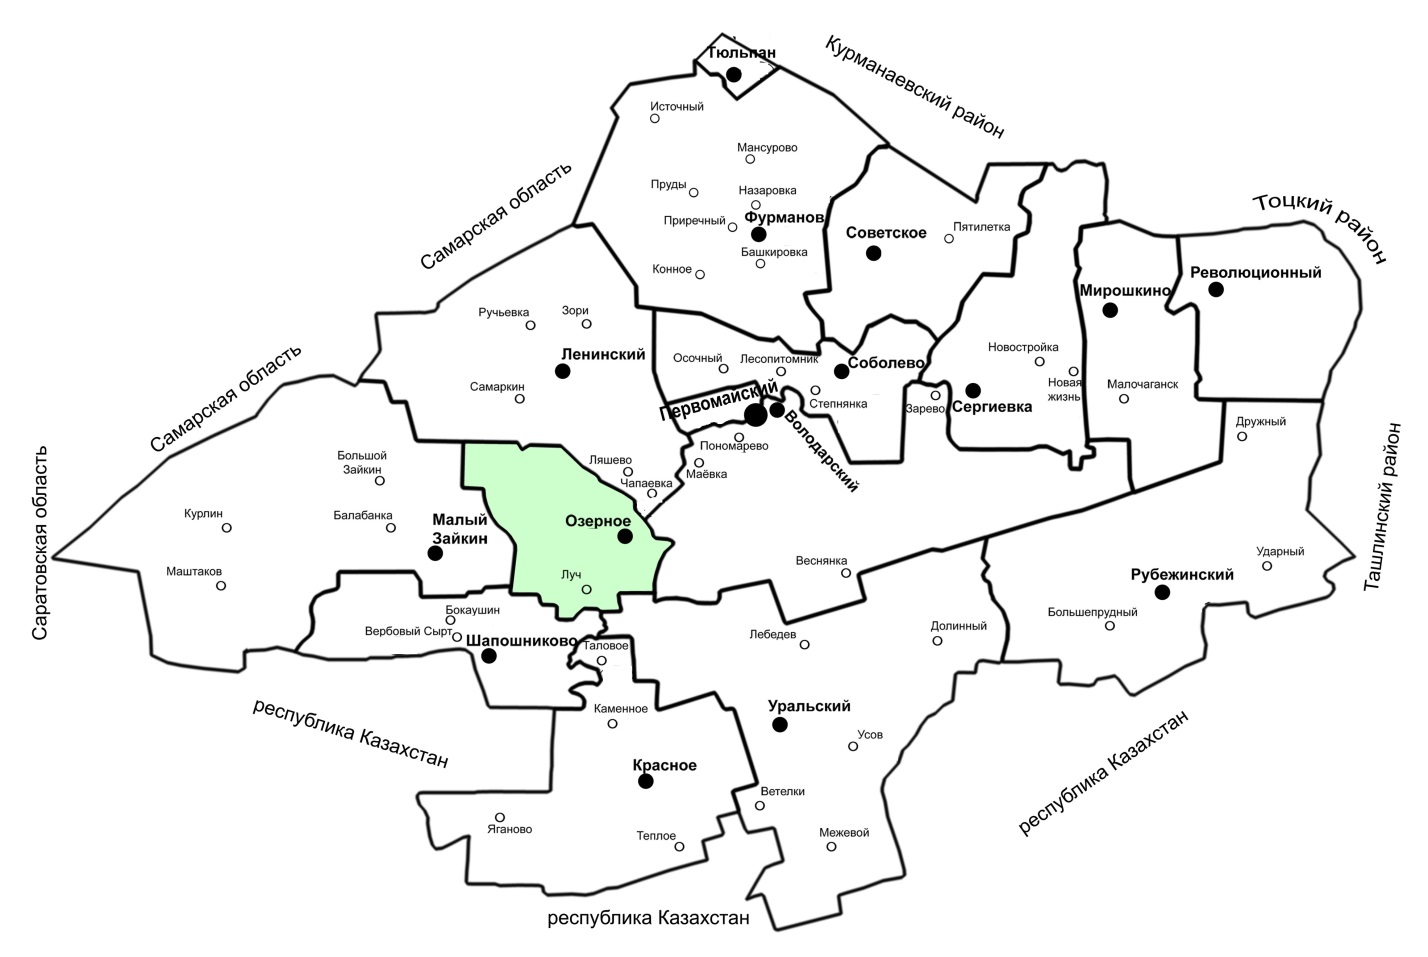 Тюльпан
Курманаевский район
Источный
Мансурово
Пруды
Назаровка
Приречный
Фурманов
Башкировка
Конное
Советское
Пятилетка
Самарская область
Тоцкий район
Революционный
Мирошкино
Ручьевка
Зори
Ленинский
Самаркин
Осочный
Лесопитомник
Соболево
Степнянка
Зарево
Сергиевка
Новостройка
Новая
жизнь
Малочаганск
Первомайский
Володарский
Пономарево
Маёвка
Дружный
Самарская область
Саратовская область
Ташлинский район
Большой
Зайкин
Курлин
Балабанка
Малый
Зайкин
Маштаков
Ляшево
Чапаевка
Озерное
Луч
Веснянка
Ударный
Рубежинский
Большепрудный
Бокаушин
Вербовый Сырт
Шапошниково
Таловое
Лебедев
Долинный
Каменное
Уральский
Усов
республика Казахстан
республика Казахстан
Красное
Ветелки
Яганово
Теплое
Межевой
республика Казахстан